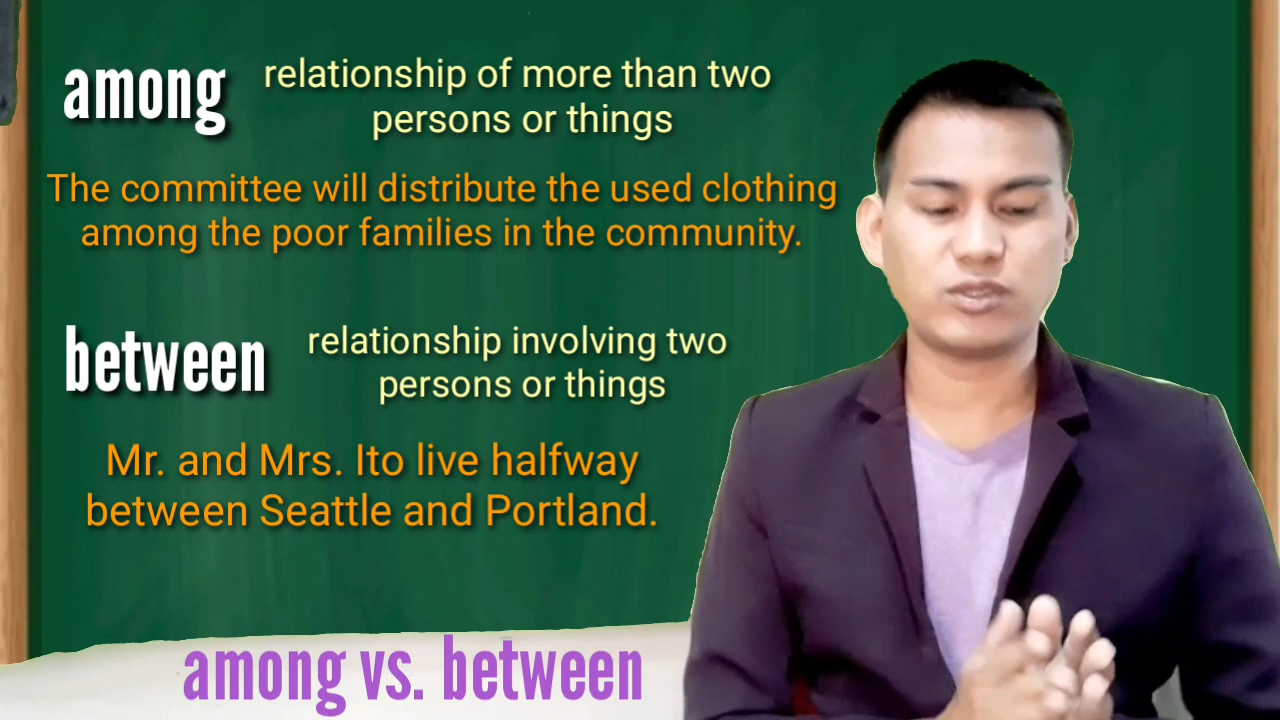 among
relationship of more than two
persons or things
The committee will distribute the used clothing
among the poor families in the community.
between
relationship involving two
persons or things
Mr. and Mrs. Ito live halfway
between Seattle and Portland.
among vs. between